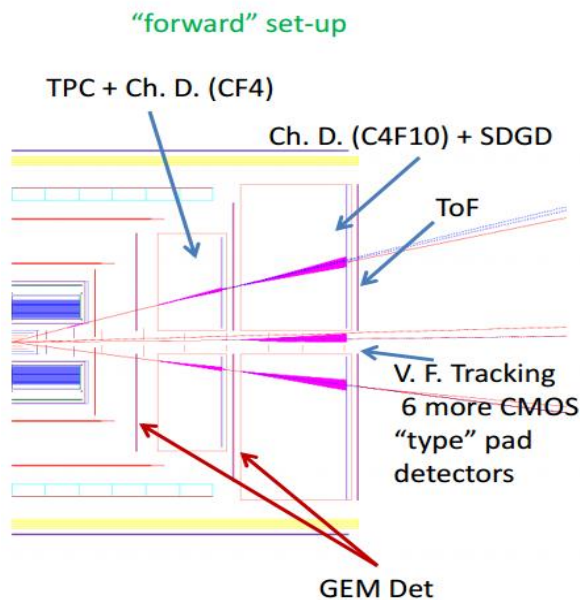 “forward” set-up
TPC + Ch. D. (CF4)
Ch. D. (C4F10) + SDGD
ToF
V. F. Tracking
6 more CMOS
“type” pad
detectors
GEM Det